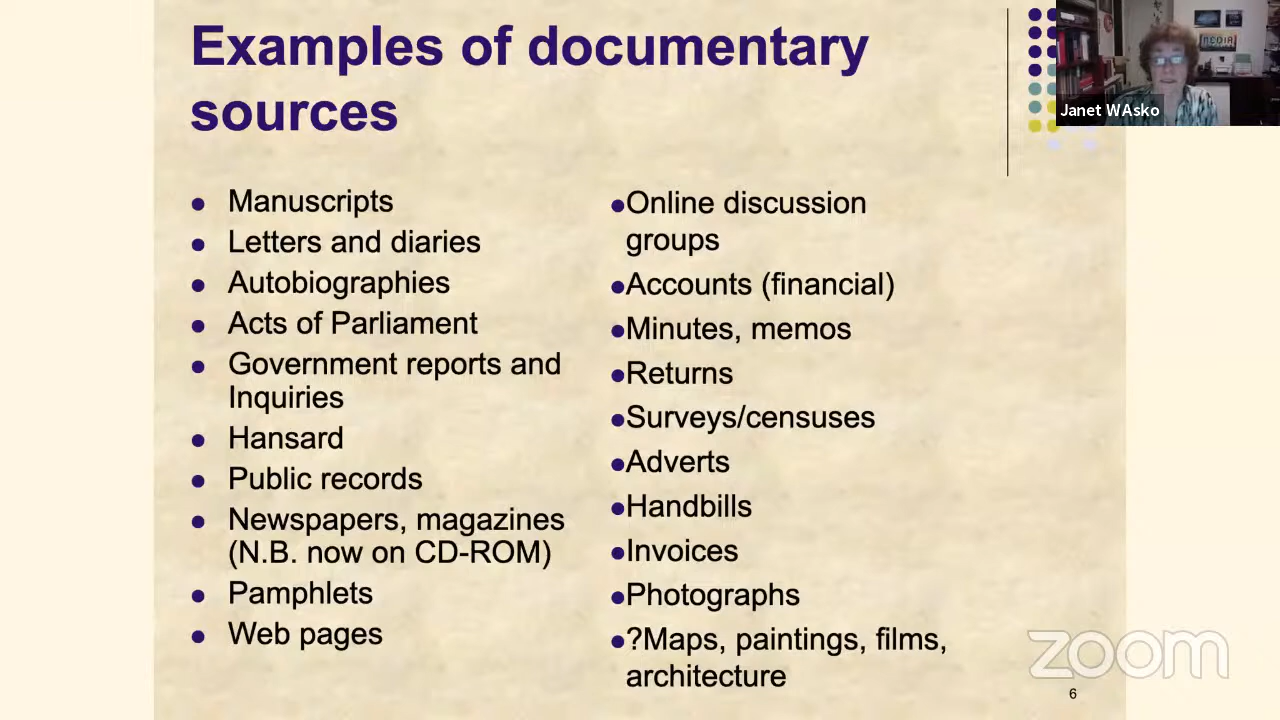 Examples of documentary
sources
Manuscripts
Letters and diaries
Autobiographies
Acts of Parliament
Government reports and
Inquiries
Hansard
Public records
Newspapers, magazines
(N.B. now on CD-ROM)
Pamphlets
Web pages
Online discussion
groups
Accounts (financial)
Minutes, memos
Returns
Surveys/censuses
Adverts
Handbills
Invoices
Photographs
?Maps, paintings, films,
architecture
6
Janet WAsko
zoom